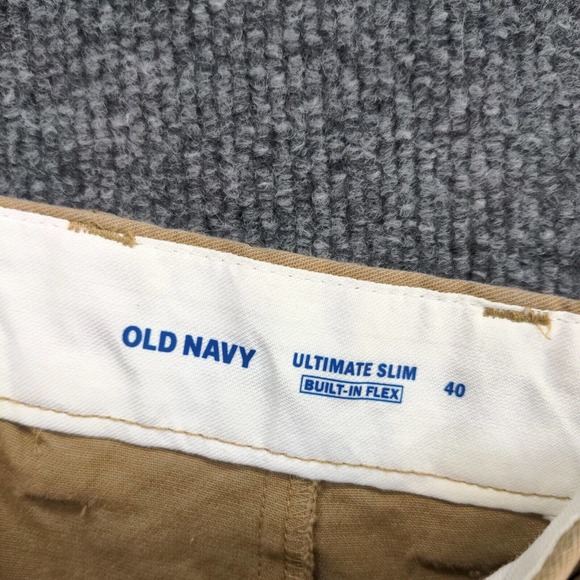 OLD NAVY
ULTIMATE SLIM
BUILT-IN FLEX
40